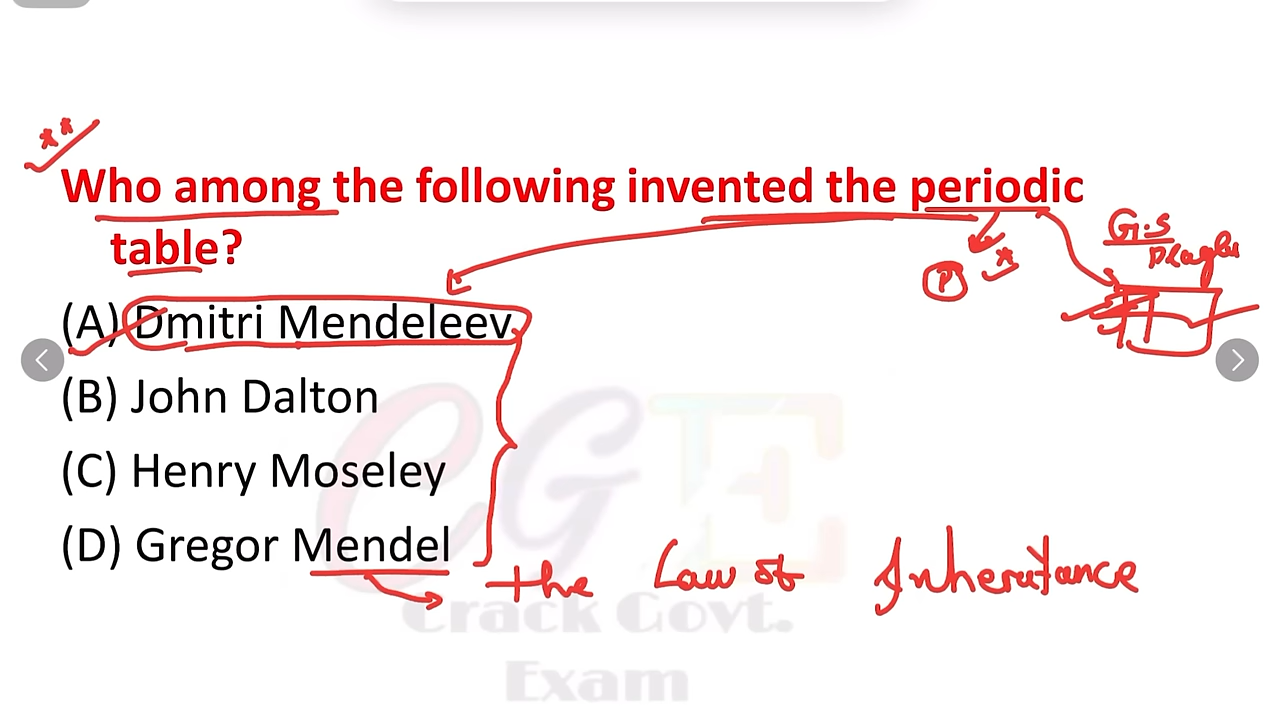 **
Who among the following invented the periodic
table?
G.S
P
*
(A) Dmitri Mendeleev
(B) John Dalton
(C) Henry Moseley
(D) Gregor Mendel
the Law of Inheritance
CGE
Crack Govt.
Exam